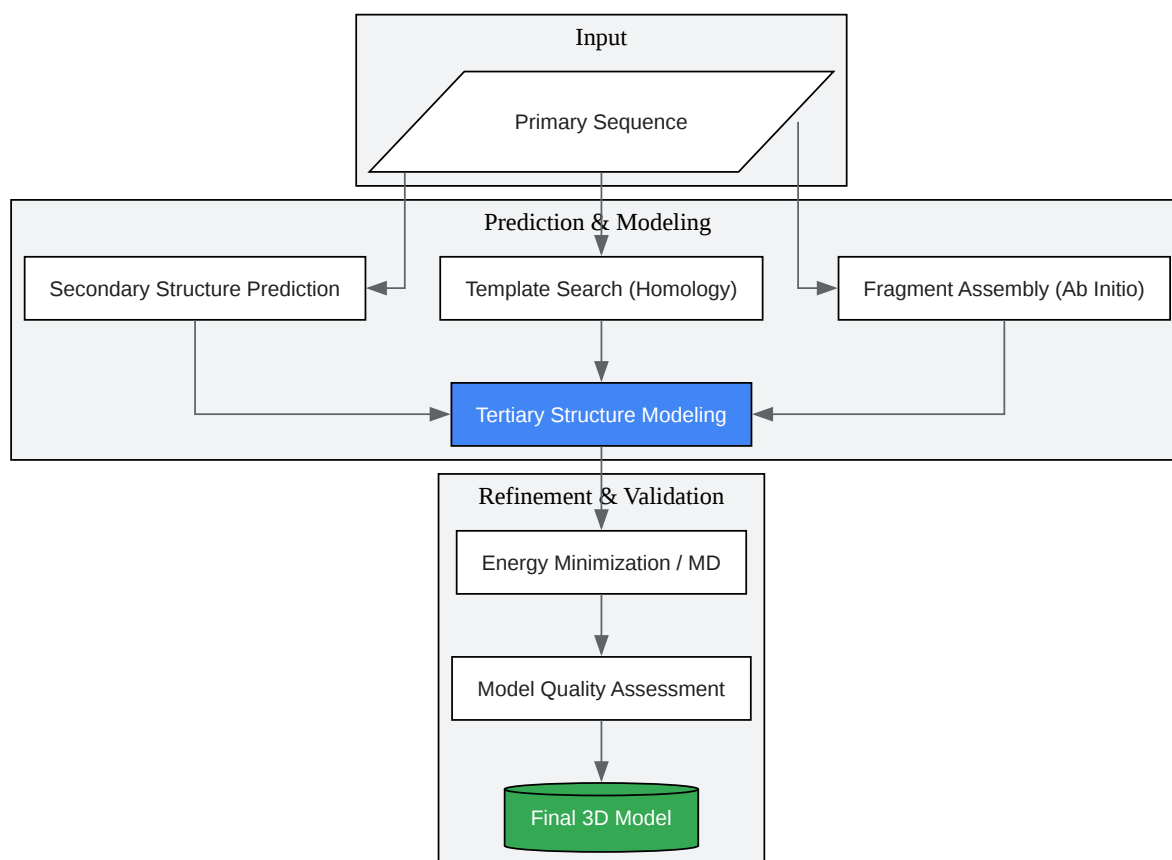 Input
Primary Sequence
Prediction & Modeling
Secondary Structure Prediction
Template Search (Homology)
Fragment Assembly (Ab Initio)
Tertiary Structure Modeling
Refinement & Validation
Energy Minimization / MD
Model Quality Assessment
Final 3D Model